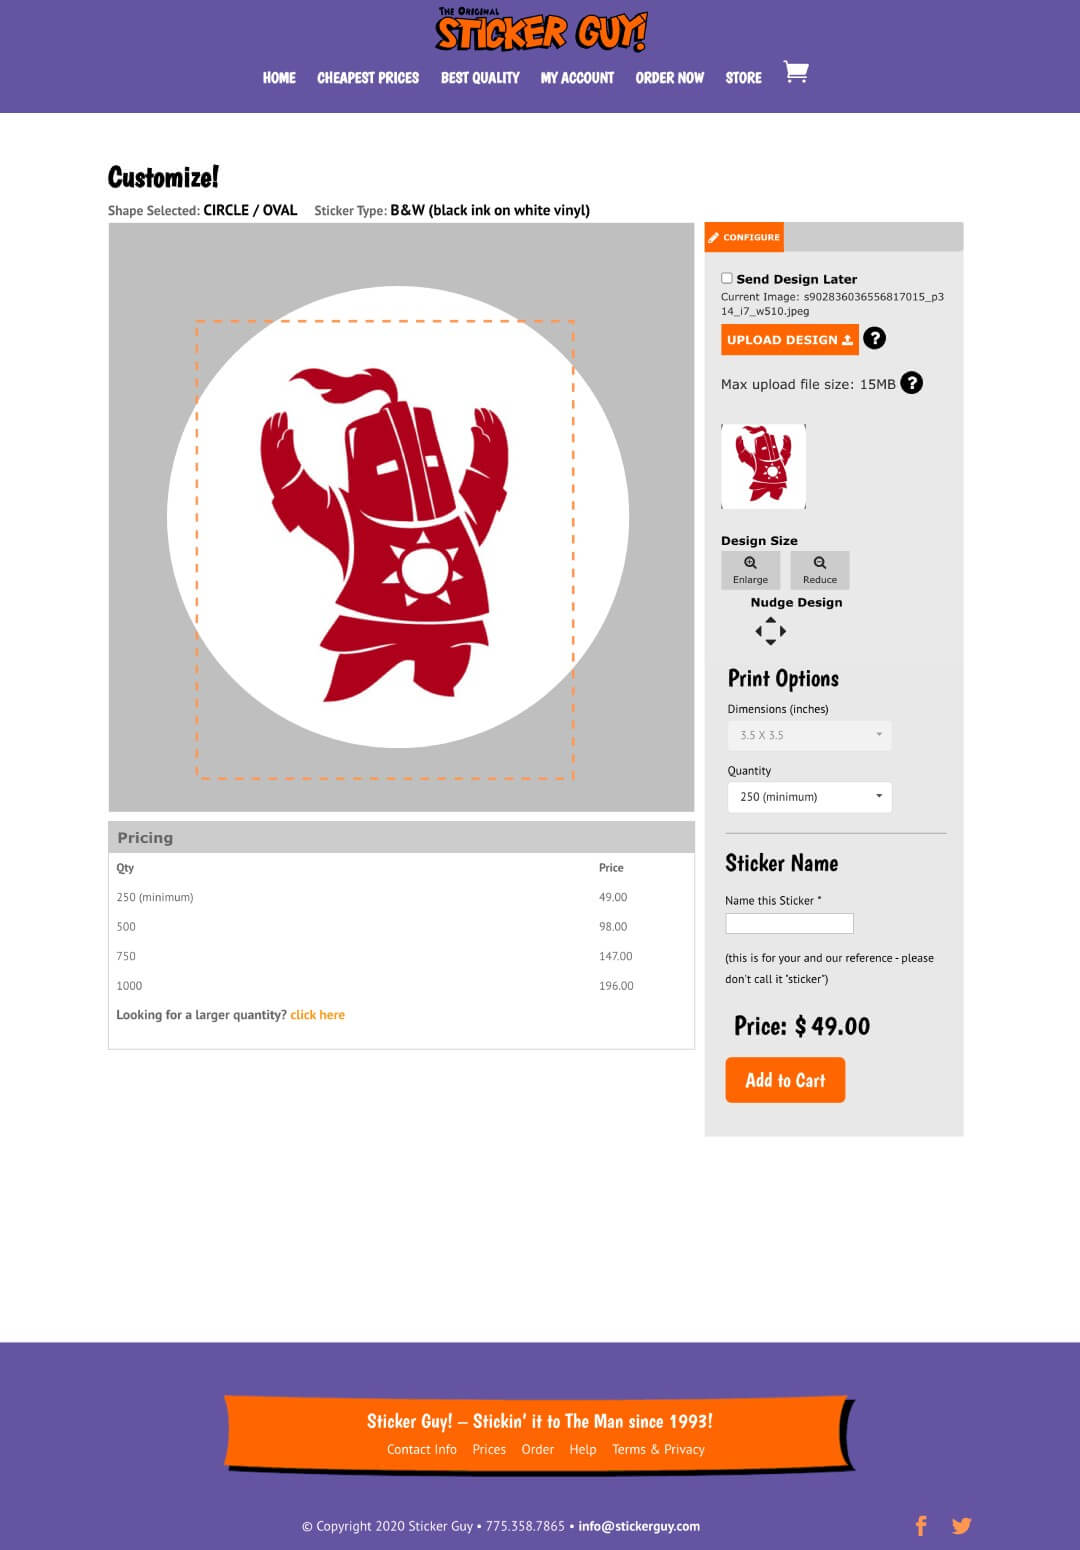 The Original
STICKER GUY!
HOME CHEAPEST PRICES BEST QUALITY MY ACCOUNT ORDER NOW STORE
Customize!
Shape Selected: CIRCLE / OVAL Sticker Type: B&W (black ink on white vinyl)
CONFIGURE
Send Design Later
Current Image: s902836036556817015_p3
14_i7_w510.jpeg
UPLOAD DESIGN ?
Max upload file size: 15MB ?
Design Size
Enlarge Reduce
Nudge Design
Print Options
Dimensions (inches)
3.5 X 3.5
Quantity
250 (minimum)
Pricing
Qty Price
250 (minimum) 49.00
500 98.00
750 147.00
1000 196.00
Looking for a larger quantity? click here
Sticker Name
Name this Sticker *
(this is for your and our reference - please
don't call it "sticker")
Price: $ 49.00
Add to Cart
Sticker Guy! – Stickin' it to The Man since 1993!
Contact Info Prices Order Help Terms & Privacy
© Copyright 2020 Sticker Guy • 775.358.7865 • info@stickerguy.com